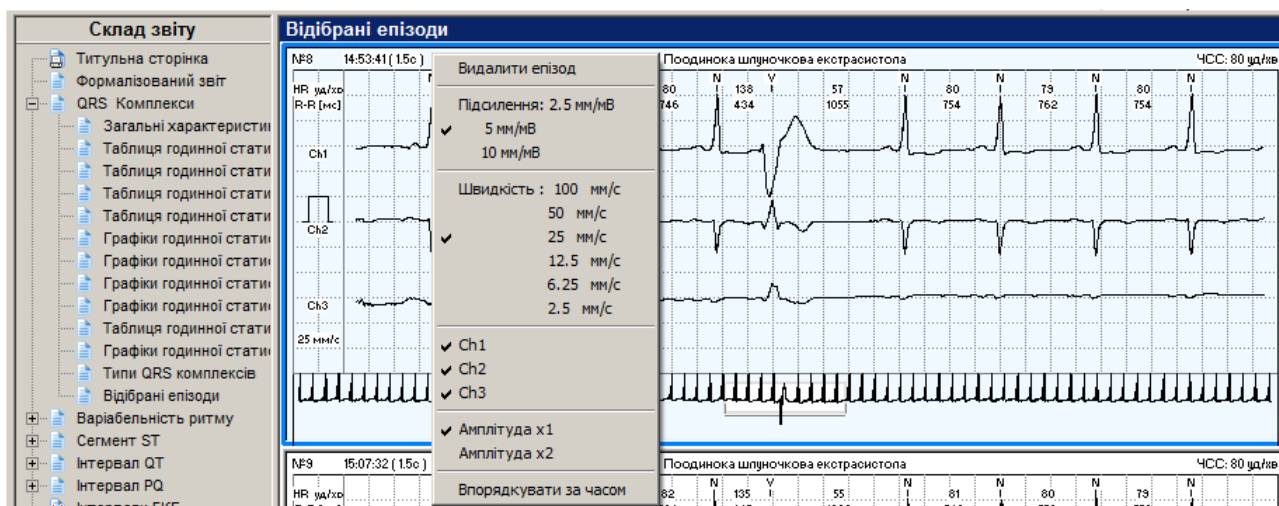 Склад звіту
Титульна сторінка
Формалізований звіт
QRS Комплекси
Загальні характеристи
Таблиця годинної стати
Таблиця годинної стати
Таблиця годинної стати
Таблиця годинної стати
Графіки годинної статис
Графіки годинної статис
Графіки годинної статис
Графіки годинної статис
Таблиця годинної стати
Графіки годинної статис
Типи QRS комплексів
Відібрані епізоди
Варіабельність ритму
Сегмент ST
Інтервал QT
Інтервал PQ
Відібрані епізоди
№8 14:53:41 ( 1.5с ) Поодинока шлуночкова екстрасистола ЧСС: 80 уд/хв
N V N N N N
HR уд/хв 80 138 57 80 79 80
R-R [мс] 746 434 1055 754 762 754
Ch1
Ch2
Ch3
25 мм/с
Видалити епізод
Підсилення: 2.5 мм/мВ
5 мм/мВ
10 мм/мВ
Швидкість : 100 мм/с
50 мм/с
25 мм/с
12.5 мм/с
6.25 мм/с
2.5 мм/с
Ch1
Ch2
Ch3
Амплітуда x1
Амплітуда x2
Впорядкувати за часом
№9 15:07:32 ( 1.5с ) Поодинока шлуночкова екстрасистола ЧСС: 80 уд/хв
N V N N N N
HR уд/хв 82 135 55 81 80 79